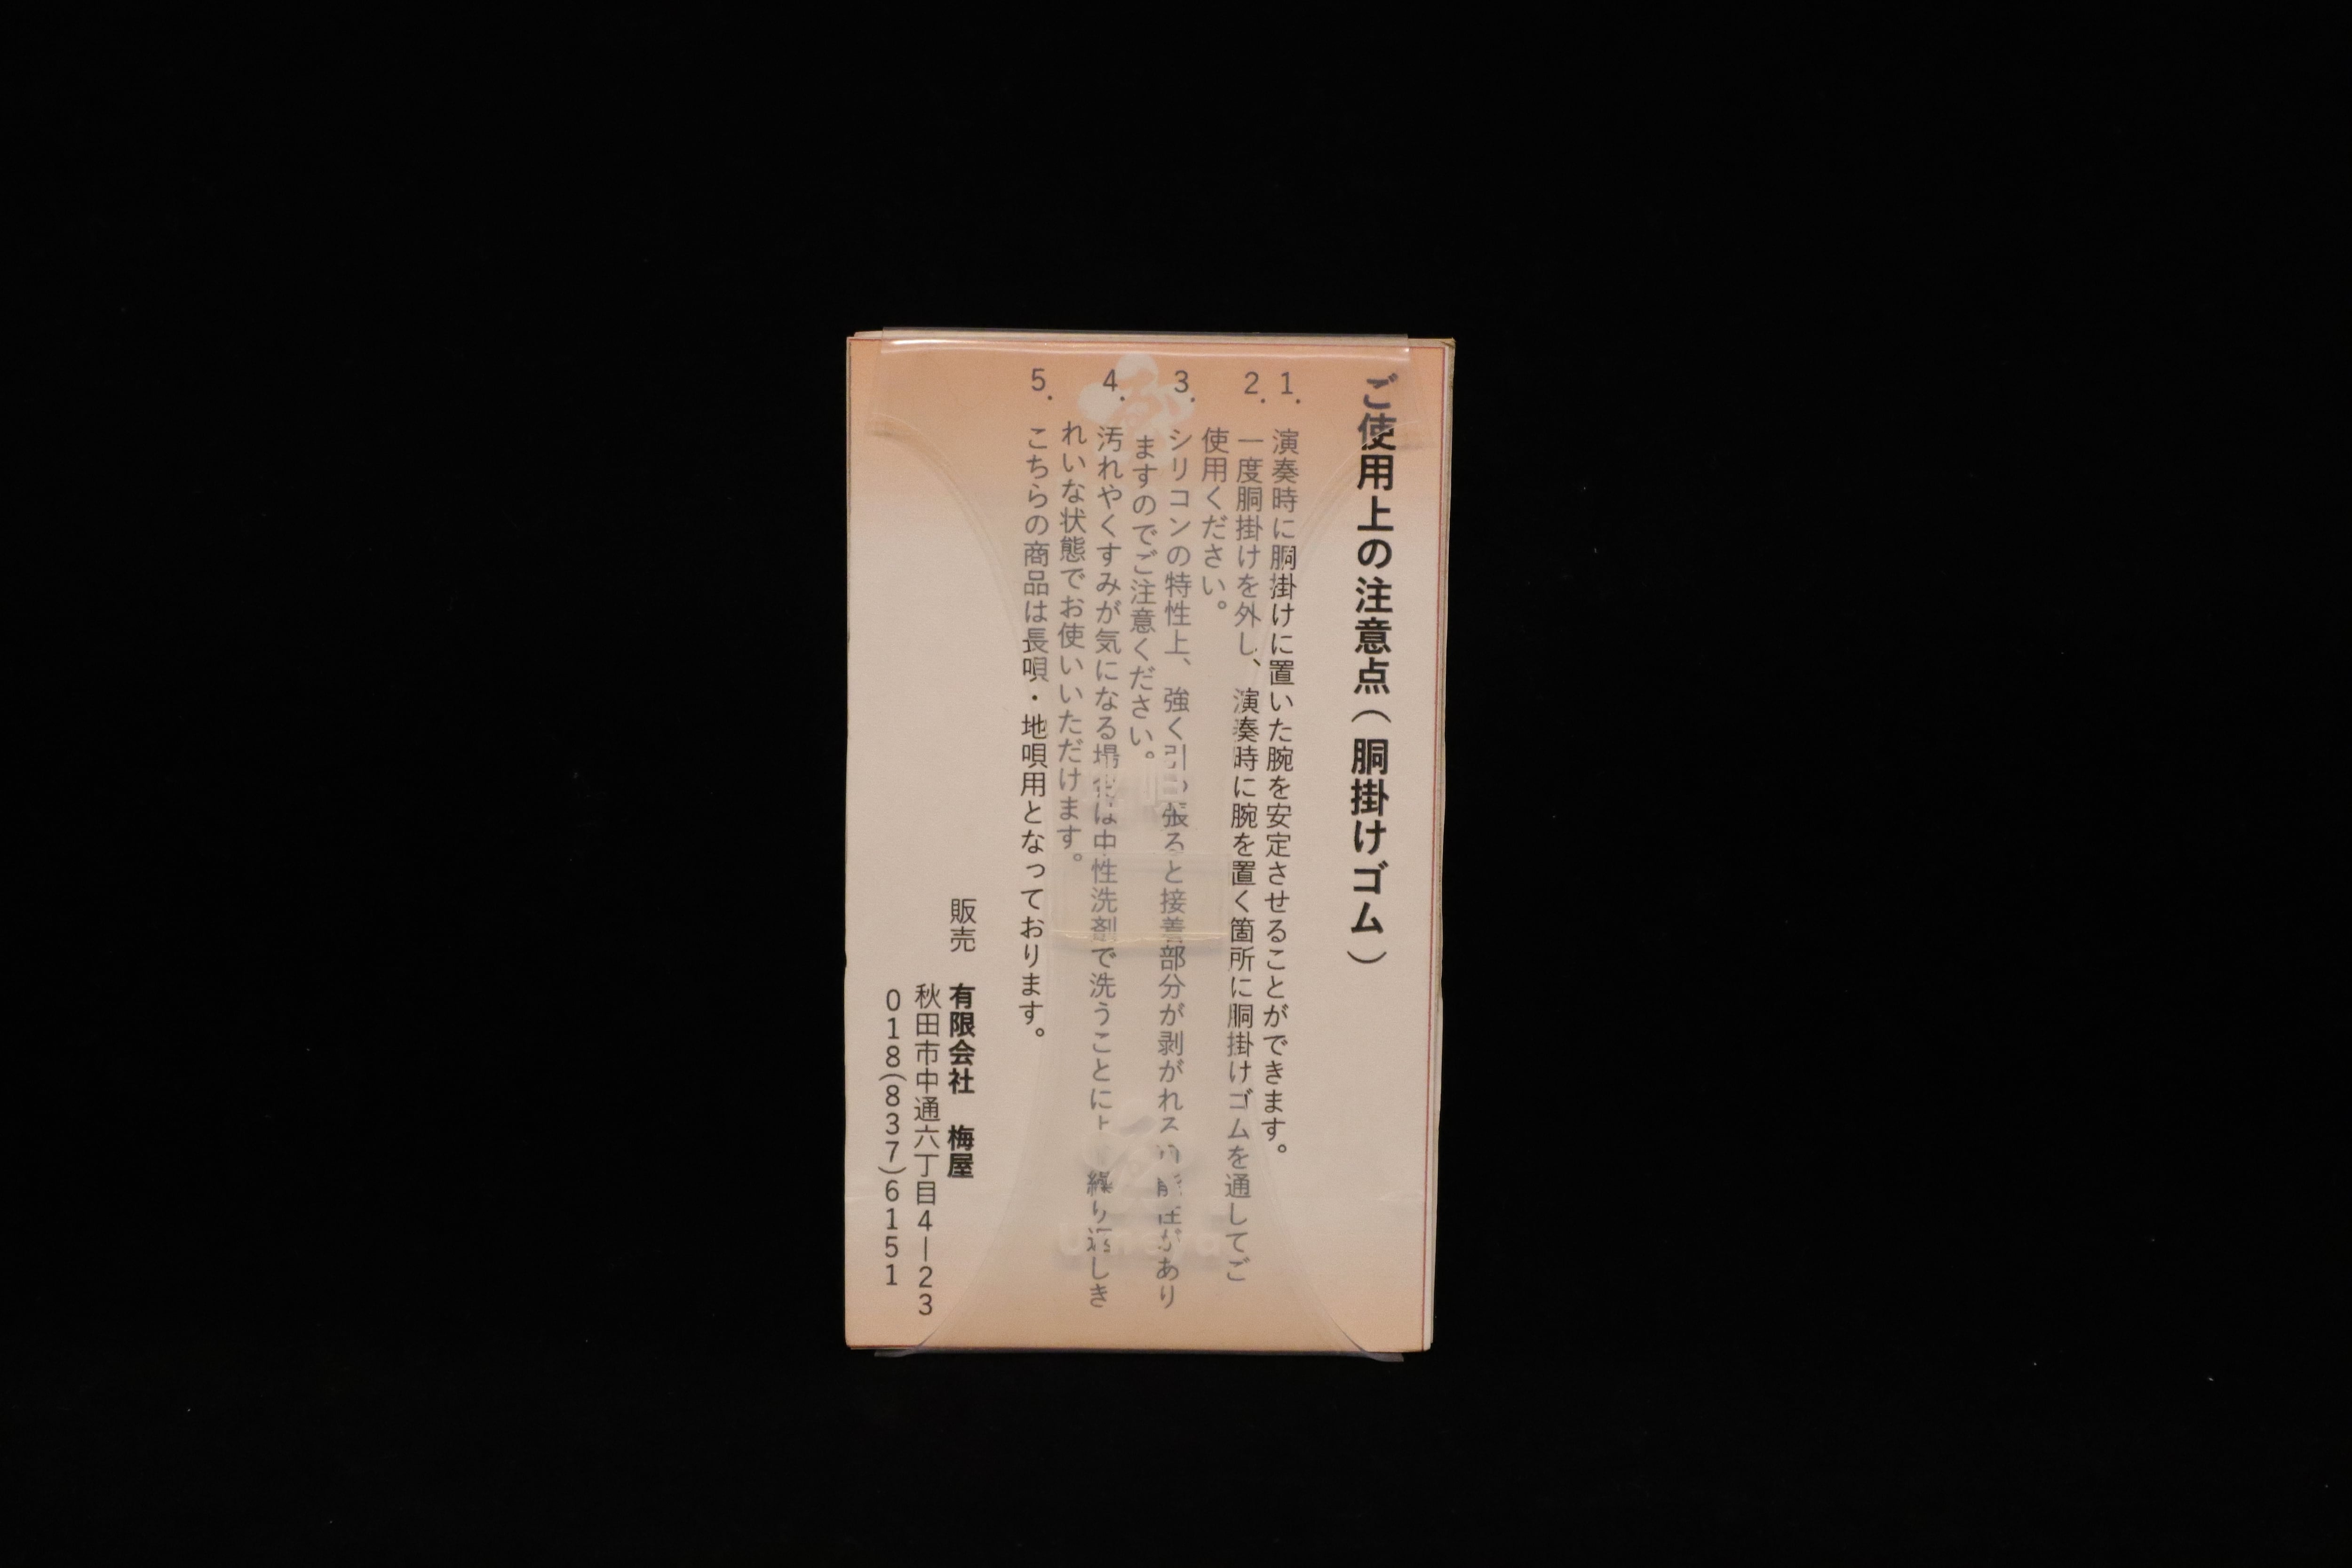 ご使用上の注意点(胴掛けゴム)
1. 演奏時に胴掛けに置いた腕を安定させることができます。
2. 一度胴掛けを外し、演奏時に腕を置く箇所に胴掛けゴムを通してご
使用ください。
3. シリコンの特性上、強く引っ張ると接着部分が剥がれる可能性があり
ますのでご注意ください。
4. 汚れやくすみが気になる場合は中性洗剤で洗うことにより繰り返しき
れいな状態でお使いいただけます。
5. こちらの商品は長唄・地唄用となっております。
販売 有限会社 梅屋
秋田市中通六丁目4-23
018(837)6151
Umeya